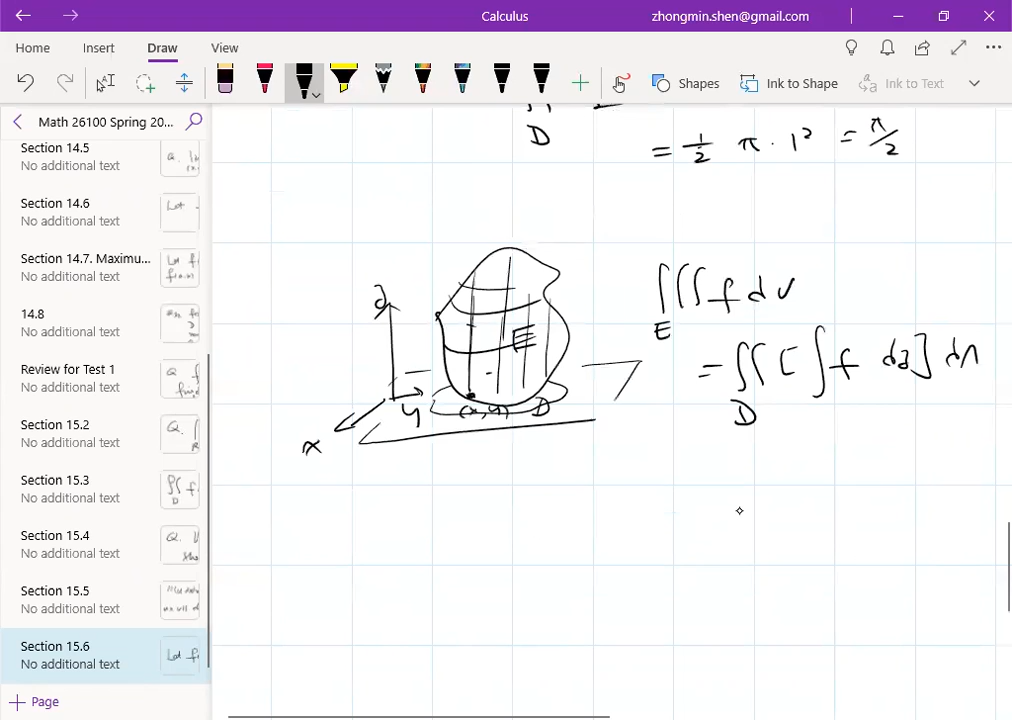 Calculus
zhongmin.shen@gmail.com
Home
Insert
Draw
View
Shapes
Ink to Shape
Ink to Text
Math 26100 Spring 20...
Section 14.5
No additional text
Section 14.6
No additional text
Section 14.7. Maximu...
No additional text
14.8
No additional text
Review for Test 1
No additional text
Section 15.2
No additional text
Section 15.3
No additional text
Section 15.4
No additional text
Section 15.5
No additional text
Section 15.6
No additional text
Page
D
= 1/2 π · 1² = π/2
z
E
y
(x, y) D
x
∭ f dV
E
= ∬ [ ∫ f dz ] dA
D